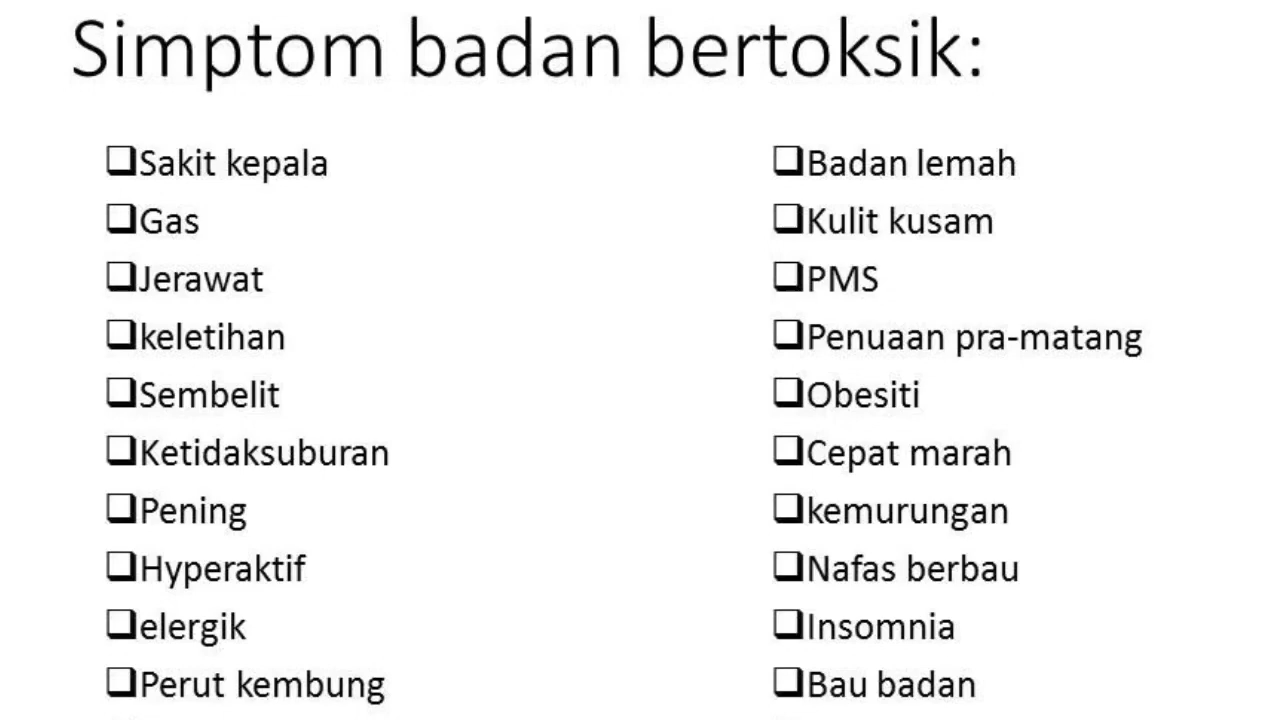 Simptom badan bertoksik:
❑Sakit kepala
❑Gas
❑Jerawat
❑keletihan
❑Sembelit
❑Ketidaksuburan
❑Pening
❑Hyperaktif
❑elergik
❑Perut kembung
❑Badan lemah
❑Kulit kusam
❑PMS
❑Penuaan pra-matang
❑Obesiti
❑Cepat marah
❑kemurungan
❑Nafas berbau
❑Insomnia
❑Bau badan